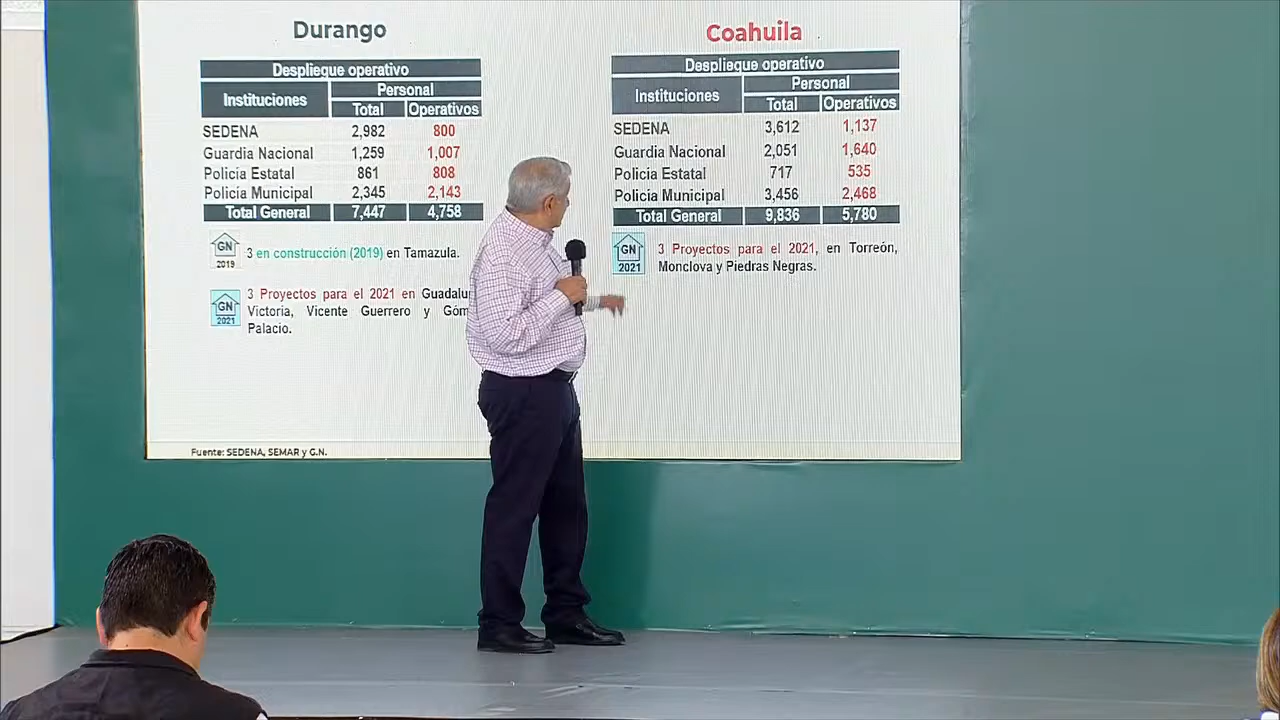 Durango
Despliegue operativo
Instituciones
Personal
Total Operativos
SEDENA 2,982 800
Guardia Nacional 1,259 1,007
Policía Estatal 861 808
Policía Municipal 2,345 2,143
Total General 7,447 4,758
GN
2019
3 en construcción (2019) en Tamazula.
GN
2021
3 Proyectos para el 2021 en
Victoria, Vicente Guerrero y
Palacio.
Fuente: SEDENA, SEMAR y G.N.
Coahuila
Despliegue operativo
Instituciones
Personal
Total Operativos
SEDENA 3,612 1,137
Guardia Nacional 2,051 1,640
Policía Estatal 717 535
Policía Municipal 3,456 2,468
Total General 9,836 5,780
GN
2021
3 Proyectos para el 2021, en Torreón,
Monclova y Piedras Negras.